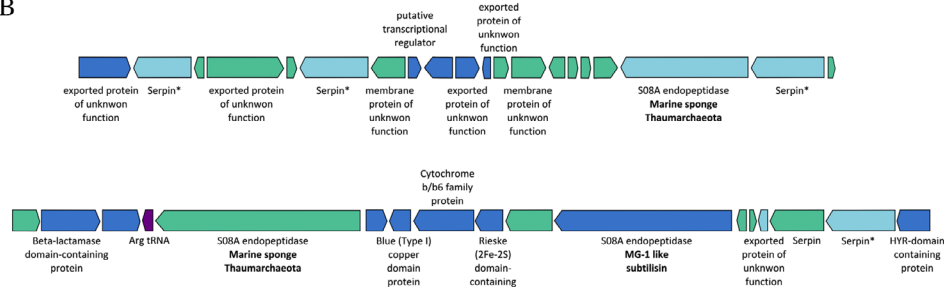 B
putative
transcriptional
regulator
exported
protein of
unknwon
function
exported protein
of unknwon
function
Serpin*
exported protein
of unknwon
function
Serpin*
membrane
protein of
unknwon
function
exported
protein of
unknwon
function
membrane
protein of
unknwon
function
S08A endopeptidase
Marine sponge
Thaumarchaeota
Serpin*
Cytochrome
b/b6 family
protein
Beta-lactamase
domain-containing
protein
Arg tRNA
S08A endopeptidase
Marine sponge
Thaumarchaeota
Blue (Type I)
copper
domain
protein
Rieske
(2Fe-2S)
domain-
containing
S08A endopeptidase
MG-1 like
subtilisin
exported
protein of
unknwon
function
Serpin
Serpin*
HYR-domain
containing
protein